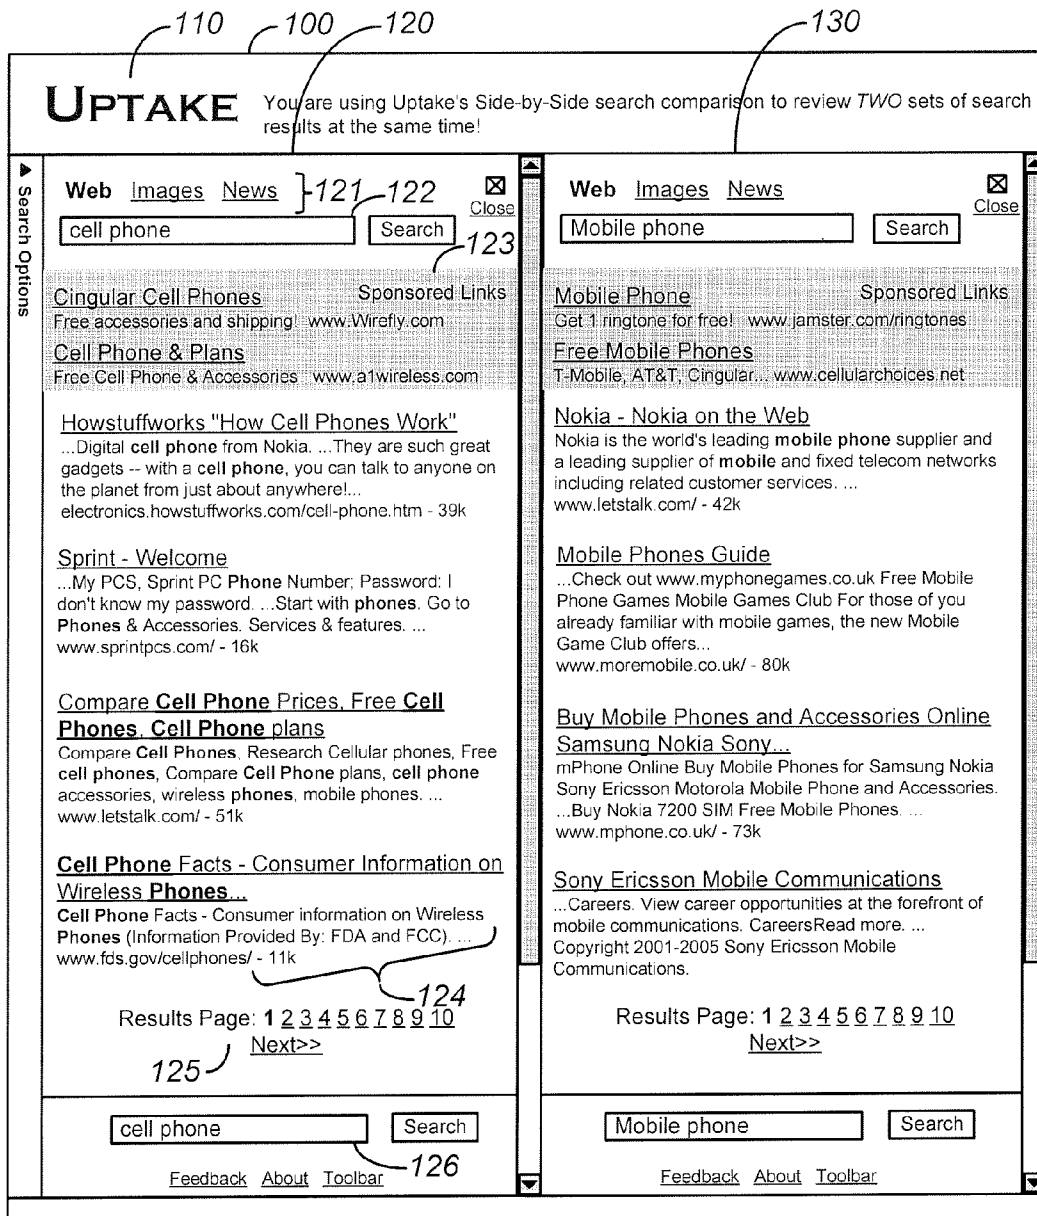 110
100
120
130
UPTAKE
You are using Uptake's Side-by-Side search comparison to review TWO sets of search
results at the same time!
Search Options
Web Images News
121
122
Close
cell phone
Search
123
Cingular Cell Phones
Sponsored Links
Free accessories and shipping! www.Wirefly.com
Cell Phone & Plans
Free Cell Phone & Accessories www.a1wireless.com
Howstuffworks "How Cell Phones Work"
...Digital cell phone from Nokia. ...They are such great
gadgets -- with a cell phone, you can talk to anyone on
the planet from just about anywhere!...
electronics.howstuffworks.com/cell-phone.htm - 39k
Sprint - Welcome
...My PCS, Sprint PC Phone Number; Password: I
don't know my password. ...Start with phones. Go to
Phones & Accessories. Services & features. ...
www.sprintpcs.com/ - 16k
Compare Cell Phone Prices, Free Cell
Phones, Cell Phone plans
Compare Cell Phones, Research Cellular phones, Free
cell phones, Compare Cell Phone plans, cell phone
accessories, wireless phones, mobile phones. ...
www.letstalk.com/ - 51k
Cell Phone Facts - Consumer Information on
Wireless Phones...
Cell Phone Facts - Consumer information on Wireless
Phones (Information Provided By: FDA and FCC). ...
www.fds.gov/cellphones/ - 11k
124
Results Page: 1 2 3 4 5 6 7 8 9 10
Next>>
125
cell phone
Search
126
Feedback About Toolbar
Web Images News
Close
Mobile phone
Search
Mobile Phone
Sponsored Links
Get 1 ringtone for free! www.jamster.com/ringtones
Free Mobile Phones
T-Mobile, AT&T, Cingular... www.cellularchoices.net
Nokia - Nokia on the Web
Nokia is the world's leading mobile phone supplier and
a leading supplier of mobile and fixed telecom networks
including related customer services. ...
www.letstalk.com/ - 42k
Mobile Phones Guide
...Check out www.myphonegames.co.uk Free Mobile
Phone Games Mobile Games Club For those of you
already familiar with mobile games, the new Mobile
Game Club offers...
www.moremobile.co.uk/ - 80k
Buy Mobile Phones and Accessories Online
Samsung Nokia Sony...
mPhone Online Buy Mobile Phones for Samsung Nokia
Sony Ericsson Motorola Mobile Phone and Accessories.
...Buy Nokia 7200 SIM Free Mobile Phones. ...
www.mphone.co.uk/ - 73k
Sony Ericsson Mobile Communications
...Careers. View career opportunities at the forefront of
mobile communications. CareersRead more. ...
Copyright 2001-2005 Sony Ericsson Mobile
Communications.
Results Page: 1 2 3 4 5 6 7 8 9 10
Next>>
Mobile phone
Search
Feedback About Toolbar